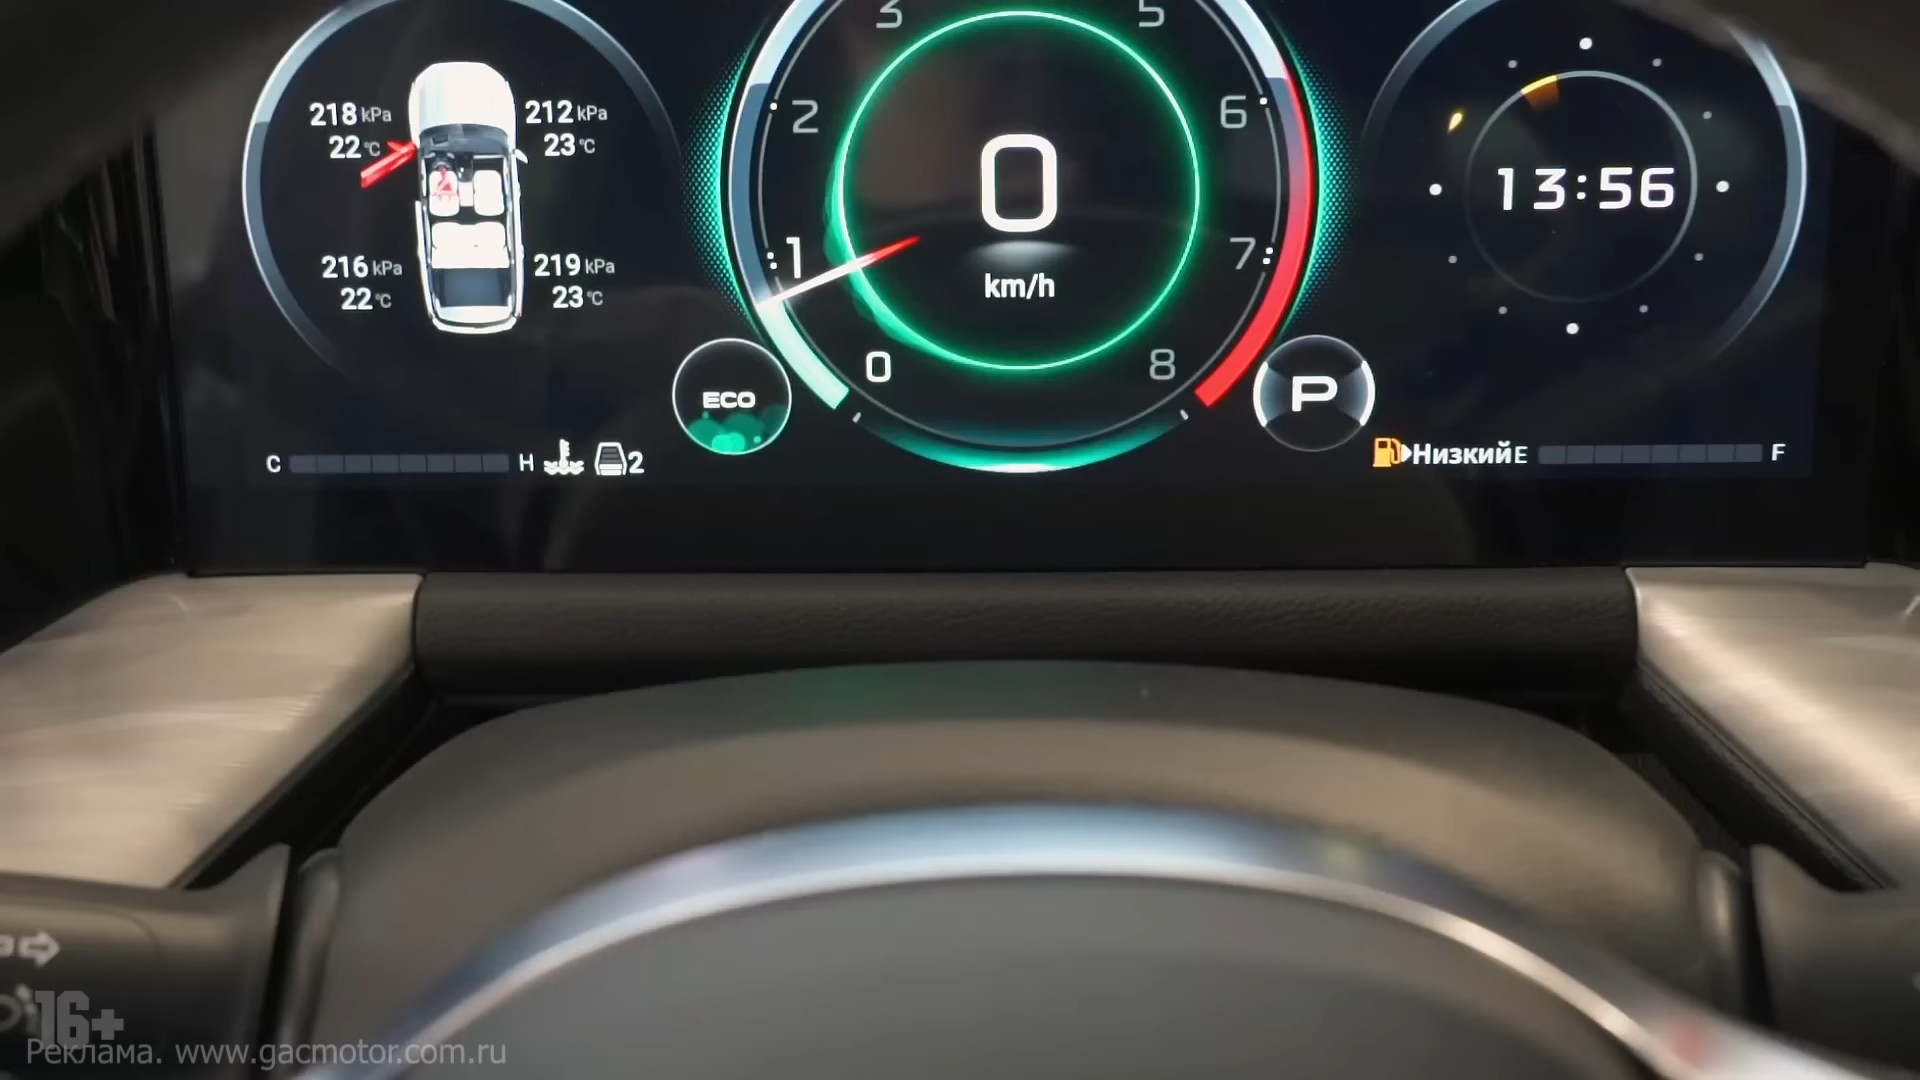 218 kPa
22 °C
212 kPa
23 °C
216 kPa
22 °C
219 kPa
23 °C
3
5
2
6
1
7
0
8
0
km/h
13:56
ECO
P
C
H
2
Низкий E
F
16+
Реклама. www.gacmotor.com.ru